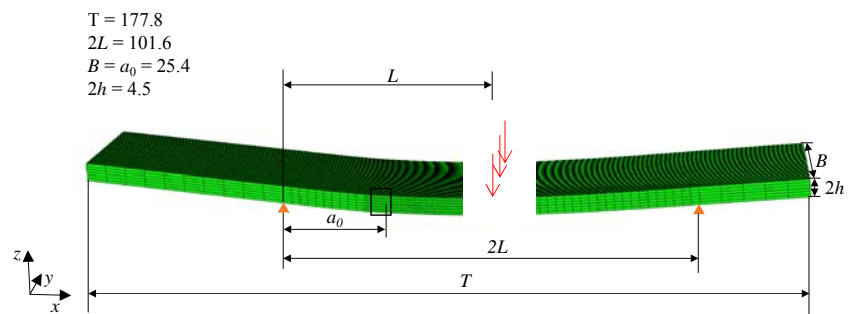 T = 177.8
2L = 101.6
B = a₀ = 25.4
2h = 4.5
L
B
2h
a₀
2L
T
z
y
x